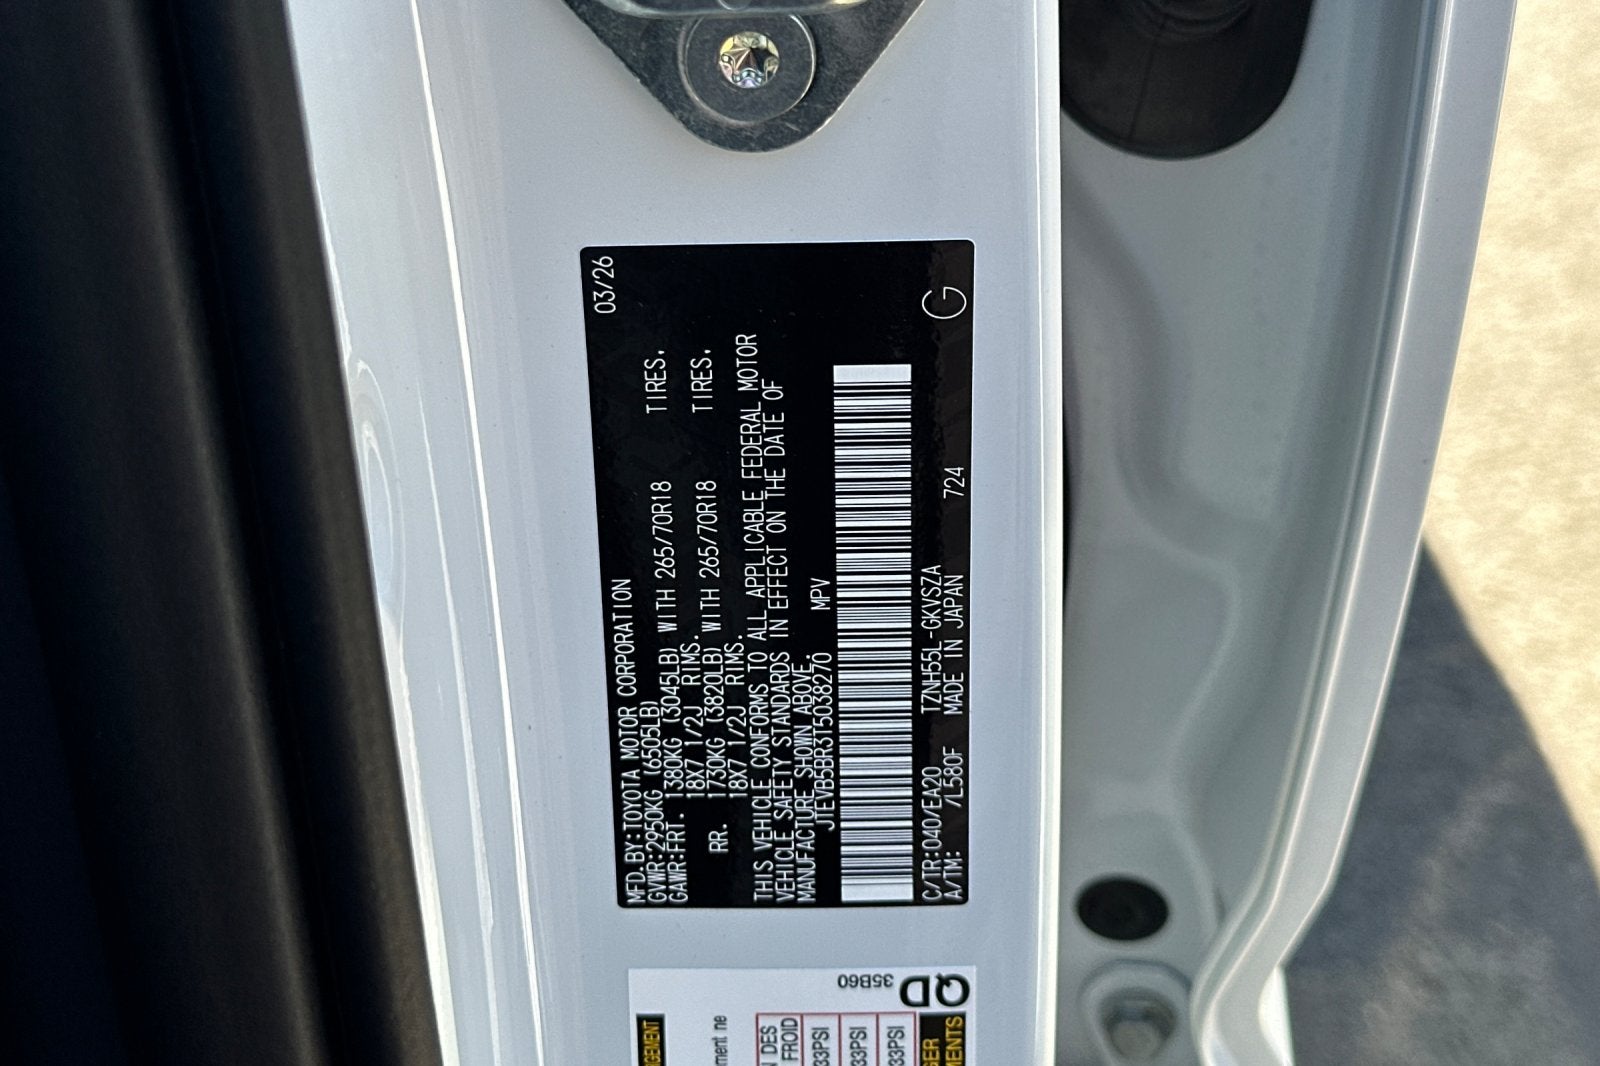 03/26
MFD.BY:TOYOTA MOTOR CORPORATION
GVWR:2950KG (6505LB)
GAWR:FRT. 1380KG (3045LB) WITH 265/70R18 TIRES.
18X7 1/2J RIMS.
RR. 1730KG (3820LB) WITH 265/70R18 TIRES.
18X7 1/2J RIMS.
THIS VEHICLE CONFORMS TO ALL APPLICABLE FEDERAL MOTOR
VEHICLE SAFETY STANDARDS IN EFFECT ON THE DATE OF
MANUFACTURE SHOWN ABOVE.
JTEVB5BR3T5038270 MPV
C/TR:040/EA20 TZNH55L-GKVSZA
A/TM: /L580F MADE IN JAPAN 724
G
35B60
QD
DES
FROID
33PSI
33PSI
33PSI